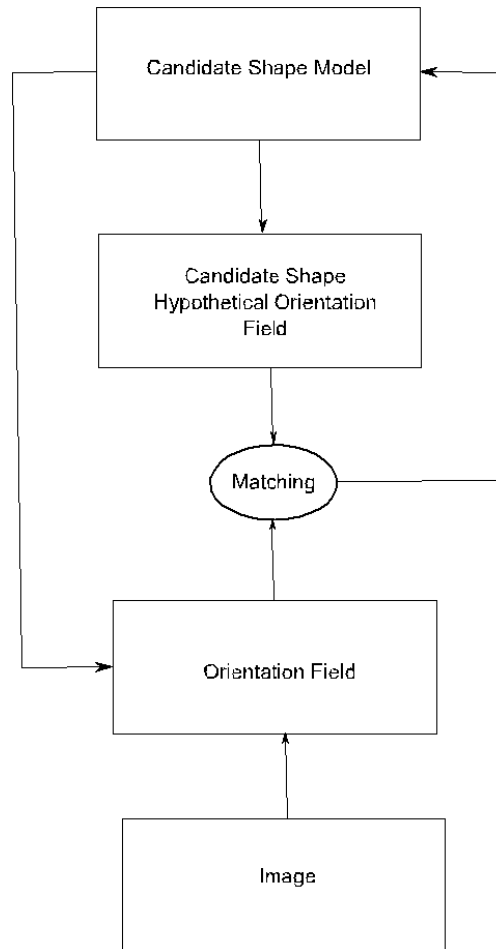 Candidate Shape Model
Candidate Shape
Hypothetical Orientation
Field
Matching
Orientation Field
Image